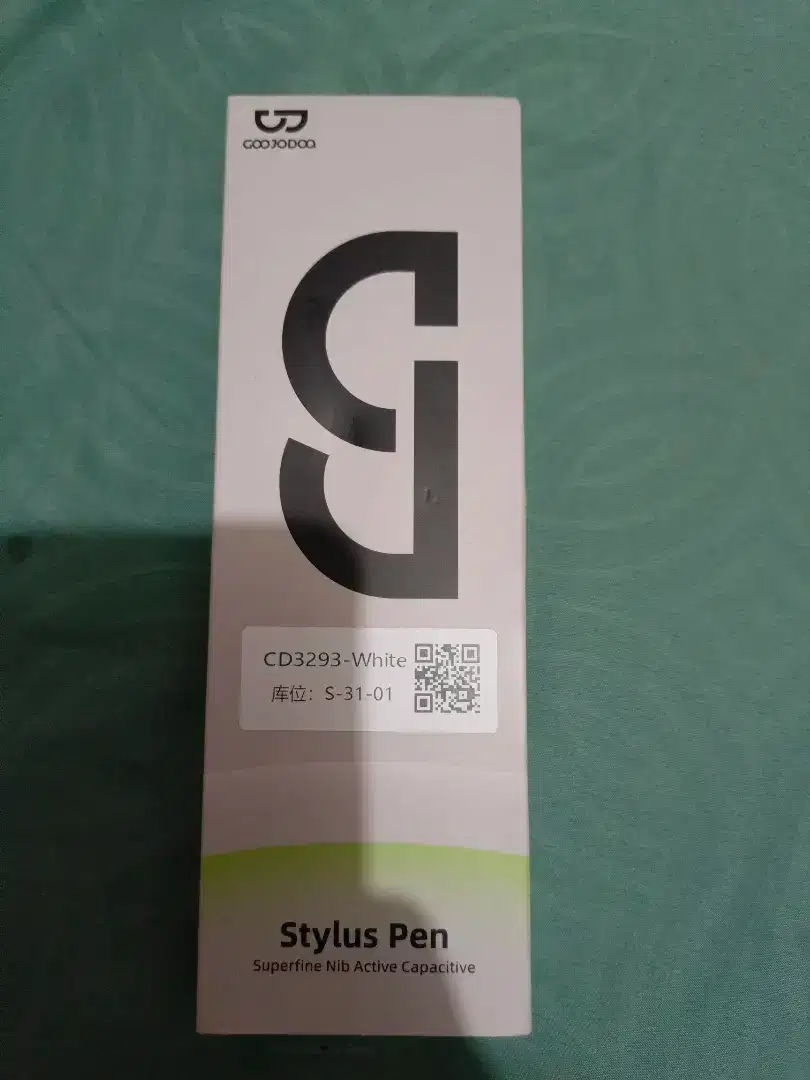 GOOJODOQ
CD3293-White
库位：S-31-01
Stylus Pen
Superfine Nib Active Capacitive